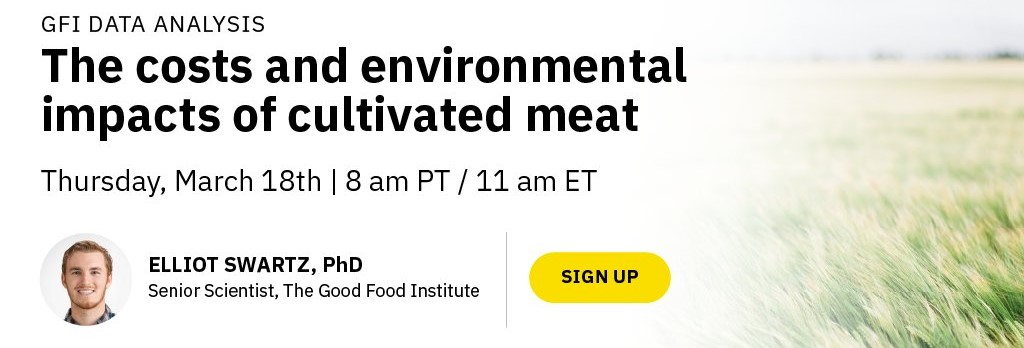 GFI DATA ANALYSIS
The costs and environmental
impacts of cultivated meat
Thursday, March 18th | 8 am PT / 11 am ET
ELLIOT SWARTZ, PhD
Senior Scientist, The Good Food Institute
SIGN UP